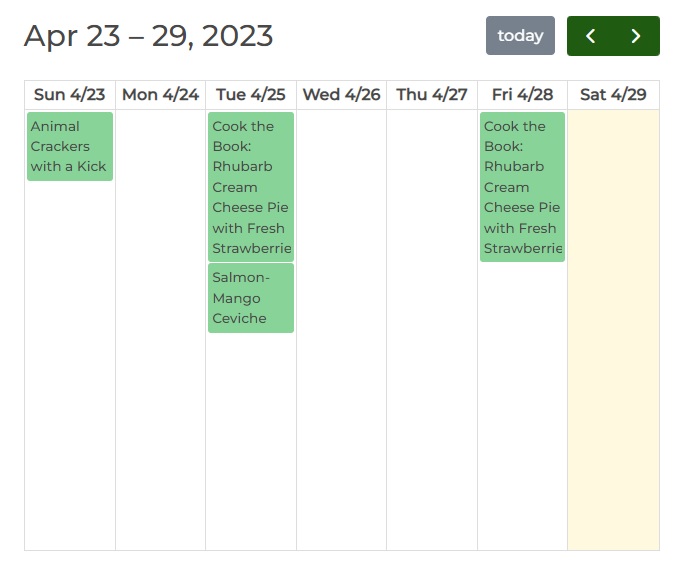 Apr 23 – 29, 2023
today
Sun 4/23
Mon 4/24
Tue 4/25
Wed 4/26
Thu 4/27
Fri 4/28
Sat 4/29
Animal
Crackers
with a Kick
Cook the
Book:
Rhubarb
Cream
Cheese Pie
with Fresh
Strawberrie
Salmon-
Mango
Ceviche
Cook the
Book:
Rhubarb
Cream
Cheese Pie
with Fresh
Strawberrie